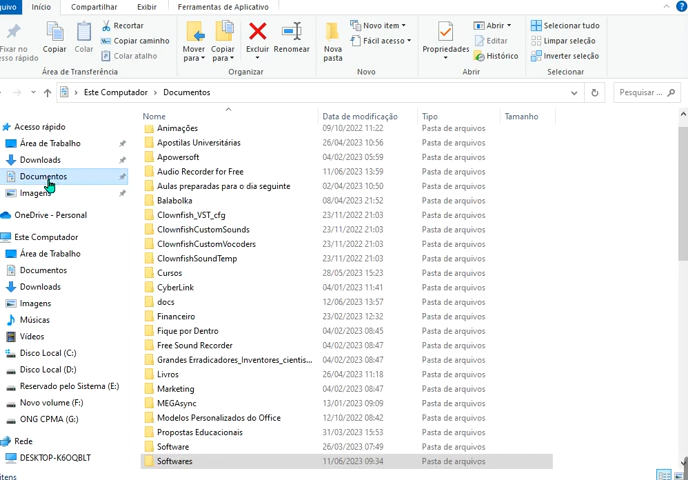 quivo Início Compartilhar Exibir Ferramentas de Aplicativo
Fixar no
esso rápido
Copiar
Colar
Recortar
Copiar caminho
Colar atalho
Área de Transferência
Mover
para
Copiar
para
Excluir
Renomear
Organizar
Nova
pasta
Novo item
Fácil acesso
Novo
Propriedades
Abrir
Editar
Histórico
Abrir
Selecionar tudo
Limpar seleção
Inverter seleção
Selecionar
Este Computador > Documentos
Pesquisar ...
Acesso rápido
Área de Trabalho
Downloads
Documentos
Imagens
OneDrive - Personal
Este Computador
Área de Trabalho
Documentos
Downloads
Imagens
Músicas
Vídeos
Disco Local (C:)
Disco Local (D:)
Reservado pelo Sistema (E:)
Novo volume (F:)
ONG CPMA (G:)
Rede
DESKTOP-K6OQBLT
itens
Nome Data de modificação Tipo Tamanho
Animações 09/10/2022 11:22 Pasta de arquivos
Apostilas Universitárias 26/04/2023 10:56 Pasta de arquivos
Apowersoft 04/02/2023 05:59 Pasta de arquivos
Audio Recorder for Free 11/06/2023 13:59 Pasta de arquivos
Aulas preparadas para o dia seguinte 02/04/2023 10:50 Pasta de arquivos
Balabolka 08/04/2023 21:52 Pasta de arquivos
Clownfish_VST_cfg 23/11/2022 21:03 Pasta de arquivos
ClownfishCustomSounds 23/11/2022 21:03 Pasta de arquivos
ClownfishCustomVocoders 23/11/2022 21:03 Pasta de arquivos
ClownfishSoundTemp 23/11/2022 21:03 Pasta de arquivos
Cursos 28/05/2023 15:23 Pasta de arquivos
CyberLink 04/01/2023 11:41 Pasta de arquivos
docs 12/06/2023 13:57 Pasta de arquivos
Financeiro 23/02/2023 12:32 Pasta de arquivos
Fique por Dentro 04/02/2023 08:45 Pasta de arquivos
Free Sound Recorder 04/02/2023 08:47 Pasta de arquivos
Grandes Erradicadores_Inventores_cientis... 04/02/2023 08:47 Pasta de arquivos
Livros 26/04/2023 11:18 Pasta de arquivos
Marketing 04/02/2023 08:47 Pasta de arquivos
MEGAsync 13/01/2023 09:09 Pasta de arquivos
Modelos Personalizados do Office 12/10/2022 08:42 Pasta de arquivos
Propostas Educacionais 31/03/2023 15:53 Pasta de arquivos
Software 26/03/2023 07:49 Pasta de arquivos
Softwares 11/06/2023 09:34 Pasta de arquivos